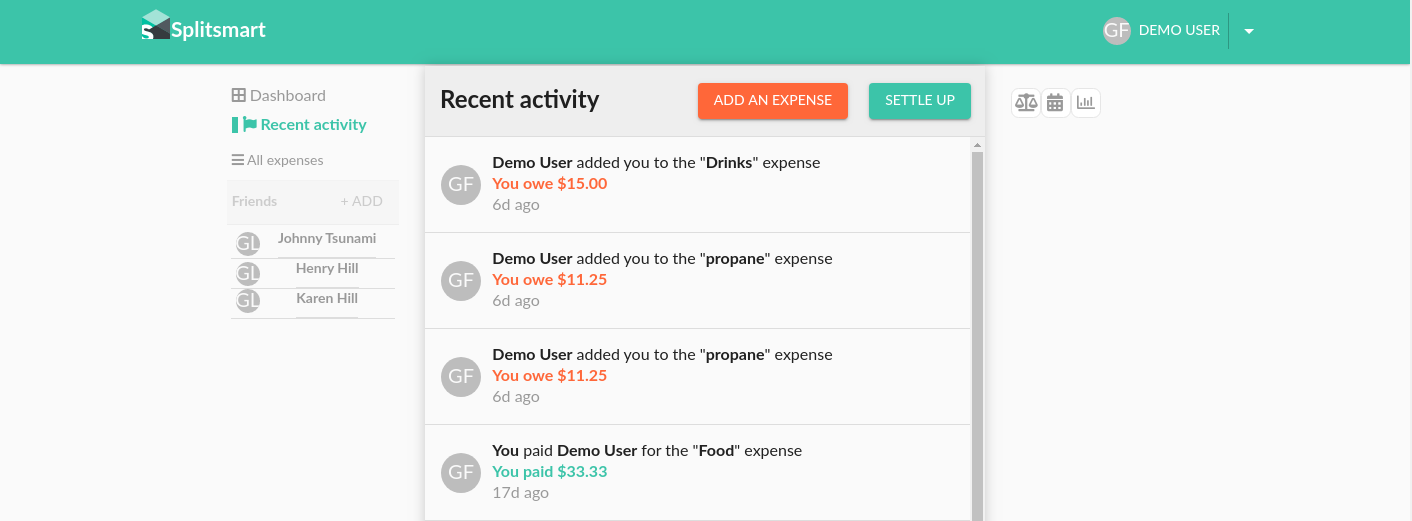 Splitsmart
GF DEMO USER
Dashboard
Recent activity
All expenses
Friends + ADD
GL Johnny Tsunami
GL Henry Hill
GL Karen Hill
Recent activity ADD AN EXPENSE SETTLE UP
GF
Demo User added you to the "Drinks" expense
You owe $15.00
6d ago
GF
Demo User added you to the "propane" expense
You owe $11.25
6d ago
GF
Demo User added you to the "propane" expense
You owe $11.25
6d ago
GF
You paid Demo User for the "Food" expense
You paid $33.33
17d ago